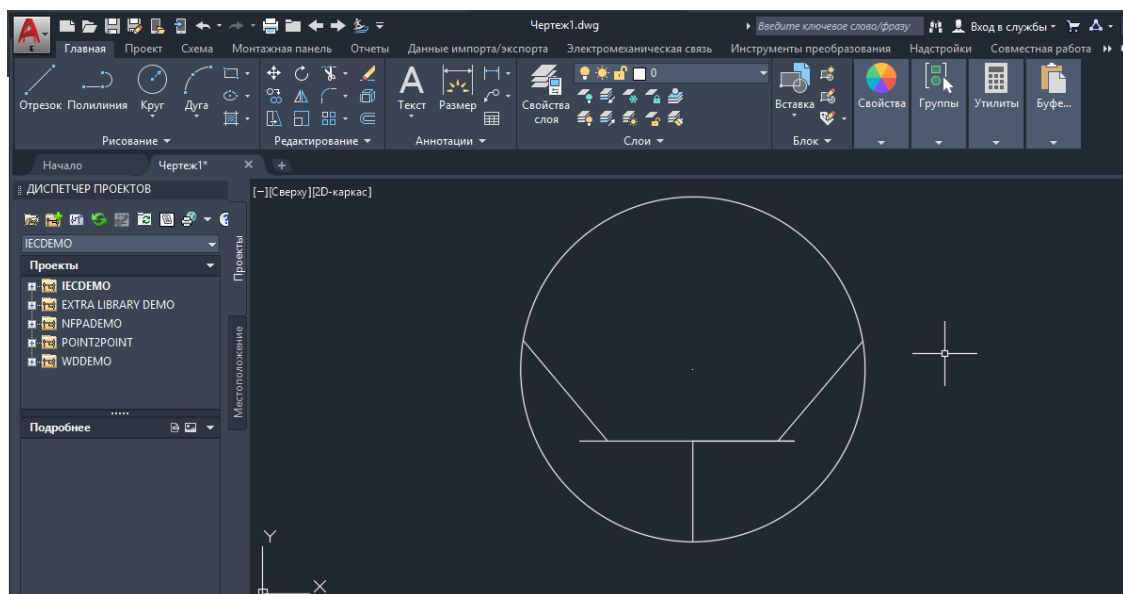 Чертеж1.dwg
Введите ключевое слово/фразу
Вход в службы
E
Главная Проект Схема Монтажная панель Отчеты Данные импорта/экспорта Электромеханическая связь Инструменты преобразования Надстройки Совместная работа
Отрезок Полилиния Круг Дуга
Рисование
Редактирование
A
Текст Размер
Аннотации
Свойства
слоя
0
Слои
Вставка
Блок
Свойства
Группы
Утилиты
Буфе...
Начало
Чертеж1*
ДИСПЕТЧЕР ПРОЕКТОВ
IECDEMO
Проекты
IECDEMO
EXTRA LIBRARY DEMO
NFPADEMO
POINT2POINT
WDDEMO
Подробнее
Проекты
Местоположение
[−][Сверху][2D-каркас]
Y
X